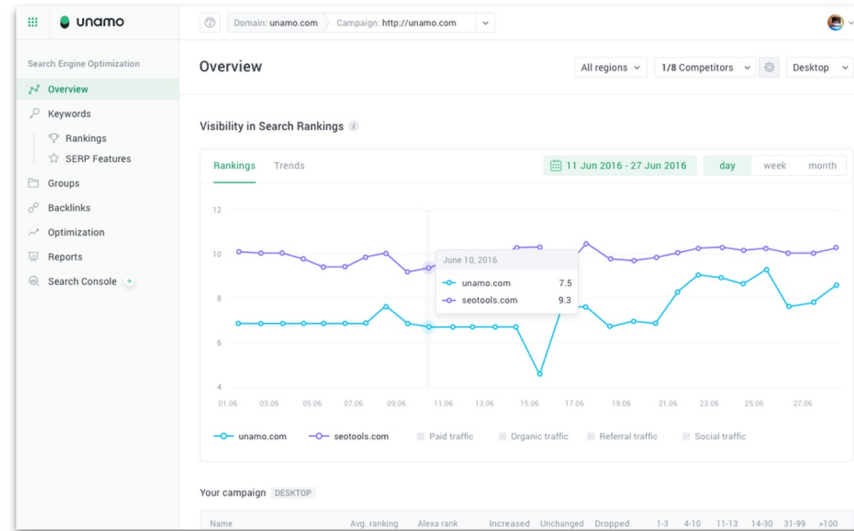 unamo
Domain: unamo.com
Campaign: http://unamo.com
Search Engine Optimization
Overview
Keywords
Rankings
SERP Features
Groups
Backlinks
Optimization
Reports
Search Console +
Overview
All regions
1/8 Competitors
Desktop
Visibility in Search Rankings i
Rankings Trends
11 Jun 2016 - 27 Jun 2016
day week month
12
10
8
6
4
June 10, 2016
unamo.com 7.5
seotools.com 9.3
01.06 03.06 05.06 07.06 09.06 11.06 13.06 15.06 17.06 19.06 21.06 23.06 25.06 27.06
unamo.com seotools.com Paid traffic Organic traffic Referral traffic Social traffic
Your campaign DESKTOP
Name Avg. ranking Alexa rank Increased Unchanged Dropped 1-3 4-10 11-13 14-30 31-99 >100